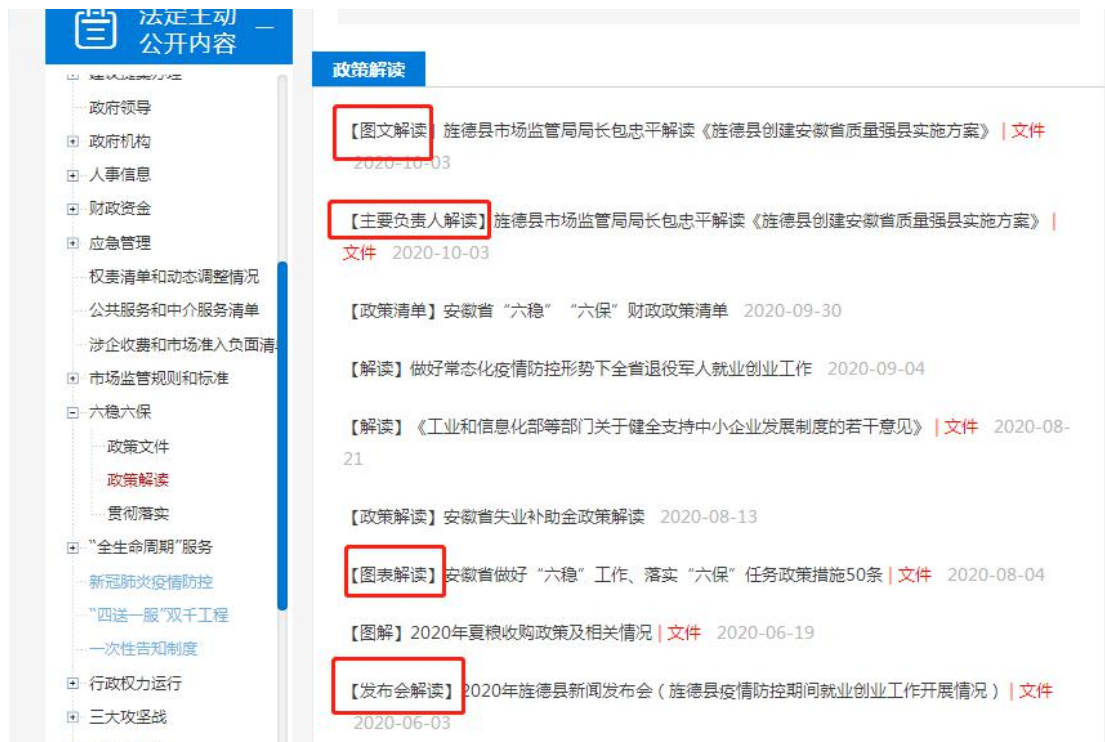 法定主动
公开内容
建议提案办理
政府领导
政府机构
人事信息
财政资金
应急管理
权责清单和动态调整情况
公共服务和中介服务清单
涉企收费和市场准入负面清
市场监管规则和标准
六稳六保
政策文件
政策解读
贯彻落实
“全生命周期”服务
新冠肺炎疫情防控
“四送一服”双千工程
一次性告知制度
行政权力运行
三大攻坚战
政策解读
【图文解读】旌德县市场监管局局长包忠平解读《旌德县创建安徽省质量强县实施方案》 | 文件
2020-10-03
【主要负责人解读】旌德县市场监管局局长包忠平解读《旌德县创建安徽省质量强县实施方案》 |
文件 2020-10-03
【政策清单】安徽省“六稳”“六保”财政政策清单 2020-09-30
【解读】做好常态化疫情防控形势下全省退役军人就业创业工作 2020-09-04
【解读】《工业和信息化部等部门关于健全支持中小企业发展制度的若干意见》 | 文件 2020-08-
21
【政策解读】安徽省失业补助金政策解读 2020-08-13
【图表解读】安徽省做好“六稳”工作、落实“六保”任务政策措施50条 | 文件 2020-08-04
【图解】2020年夏粮收购政策及相关情况 | 文件 2020-06-19
【发布会解读】2020年旌德县新闻发布会（旌德县疫情防控期间就业创业工作开展情况） | 文件
2020-06-03